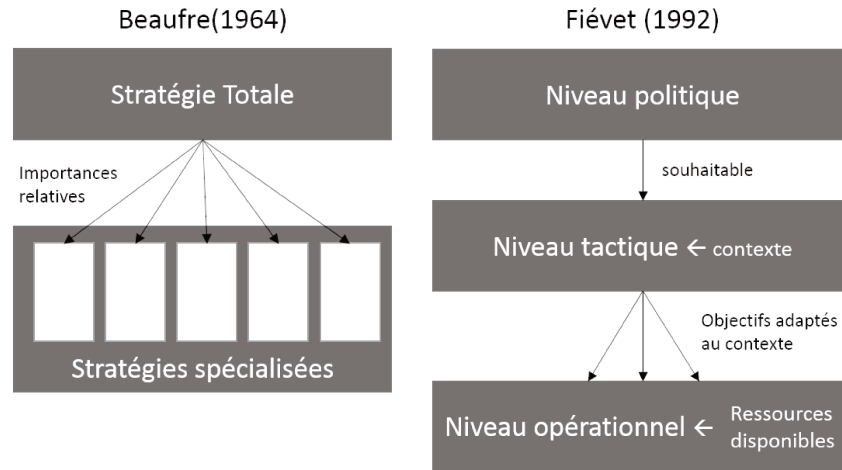 Beaufre(1964)
Stratégie Totale
Importances
relatives
Stratégies spécialisées
Fiévet (1992)
Niveau politique
souhaitable
Niveau tactique ← contexte
Objectifs adaptés
au contexte
Niveau opérationnel ← Ressources
disponibles